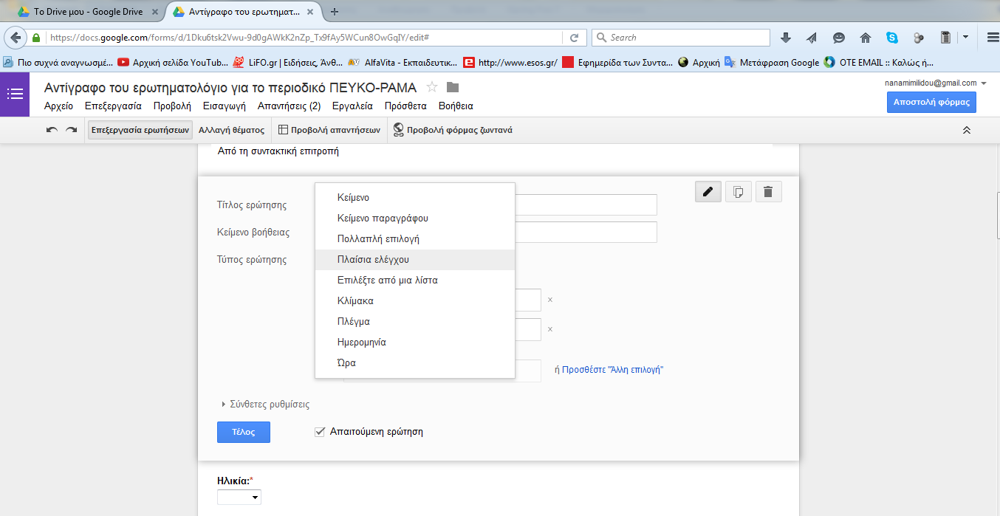 Το Drive μου - Google Drive × Αντίγραφο του ερωτηματ... × +
https://docs.google.com/forms/d/1Dku6tsk2Vwu-9d0gAWkK2nZp_Tx9fAy5WCun8OwGqIY/edit# Search
Πιο συχνά αναγνωσμέ... Αρχική σελίδα YouTub... LiFO.gr | Ειδήσεις, Άνθ... AlfaVita - Εκπαιδευτικ... http://www.esos.gr/ Εφημερίδα των Συντα... Αρχική Μετάφραση Google OTE EMAIL :: Καλώς ή...
Αντίγραφο του ερωτηματολόγιο για το περιοδικό ΠΕΥΚΟ-ΡΑΜΑ nanamimilidou@gmail.com
Αρχείο Επεξεργασία Προβολή Εισαγωγή Απαντήσεις (2) Εργαλεία Πρόσθετα Βοήθεια Αποστολή φόρμας
Επεξεργασία ερωτήσεων Αλλαγή θέματος Προβολή απαντήσεων Προβολή φόρμας ζωντανά
Από τη συντακτική επιτροπή
Τίτλος ερώτησης
Κείμενο βοήθειας
Τύπος ερώτησης
Κείμενο
Κείμενο παραγράφου
Πολλαπλή επιλογή
Πλαίσια ελέγχου
Επιλέξτε από μια λίστα
Κλίμακα
Πλέγμα
Ημερομηνία
Ώρα
x
x
ή Προσθέστε "Άλλη επιλογή"
Σύνθετες ρυθμίσεις
Τέλος Απαιτούμενη ερώτηση
Ηλικία:*